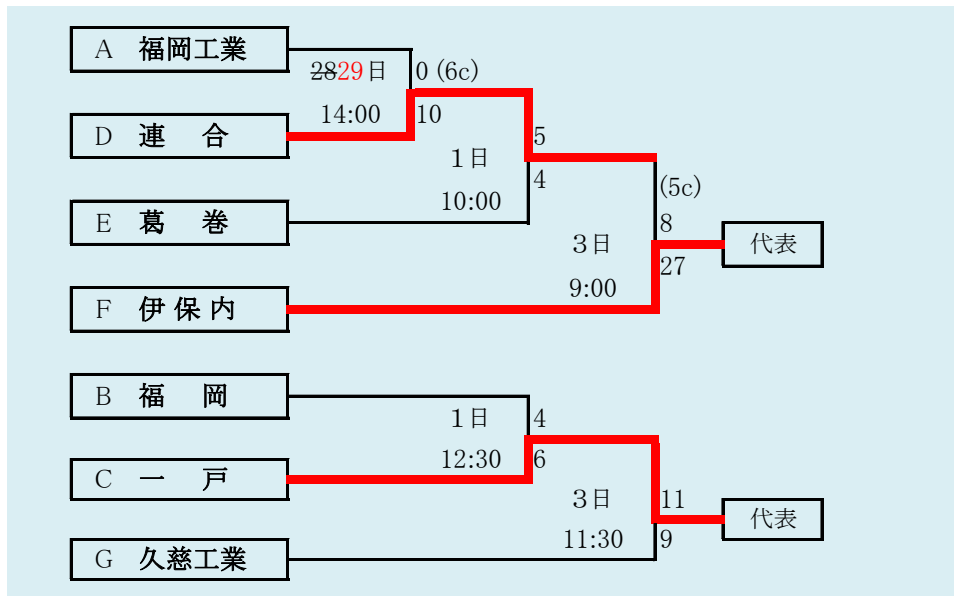 A 福岡工業
2829日 0 (6c)
14:00 10
D 連 合
5
1日
4
(5c)
10:00
E 葛 巻
8
代表
3日
27
9:00
F 伊保内
B 福 岡
1日 4
12:30 6
C 一 戸
3日 11
代表
11:30 9
G 久慈工業